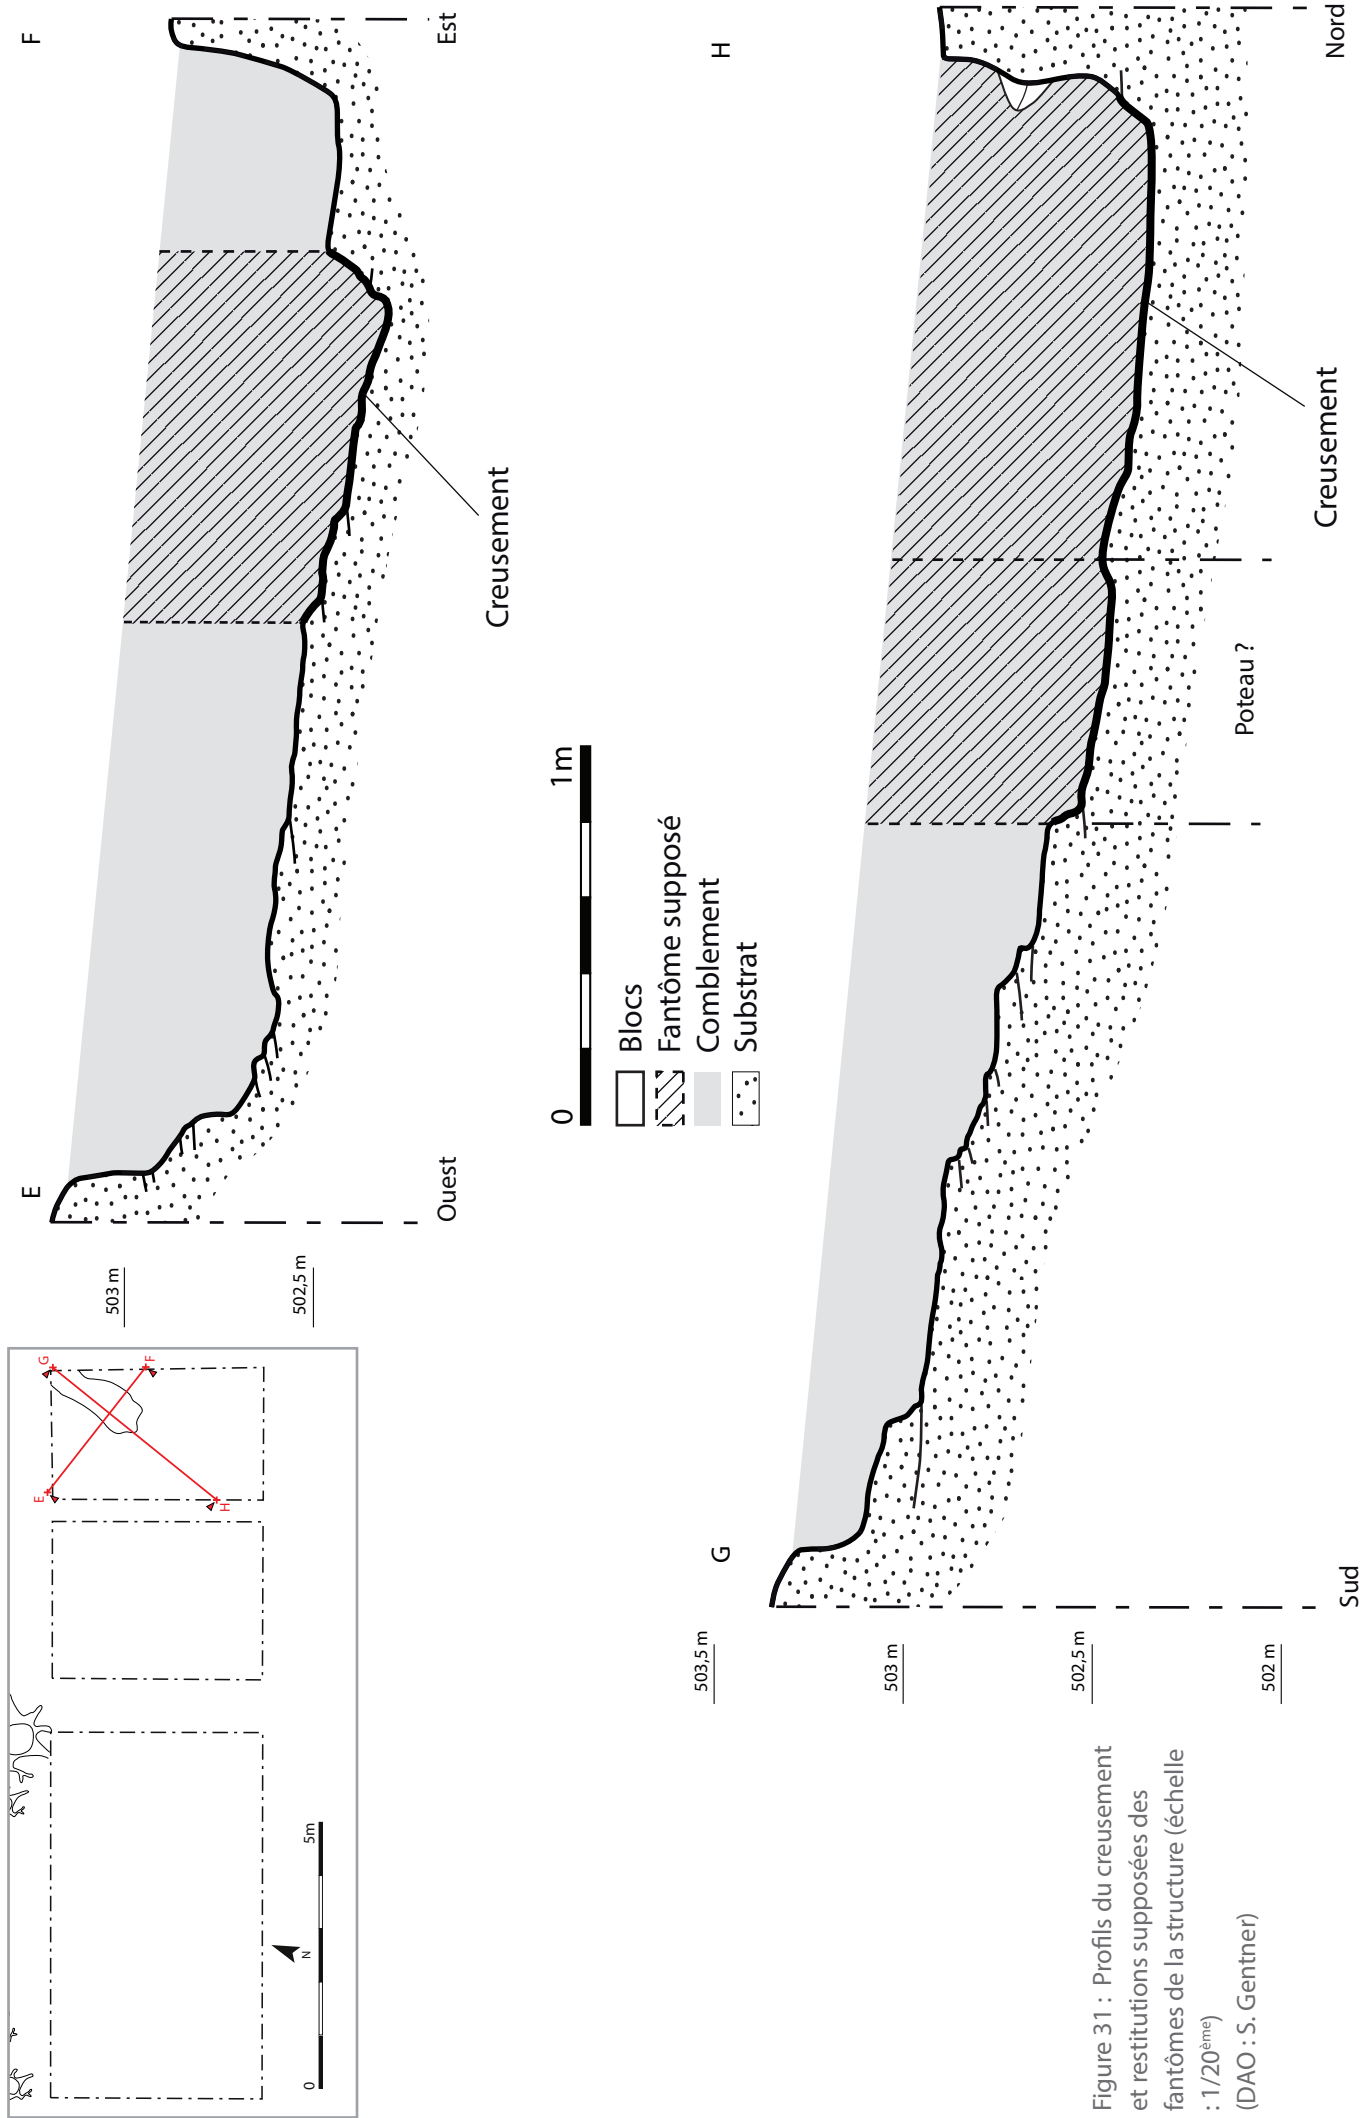 E
F
503 m
502,5 m
Ouest
Est
Creusement
G
F
E
H
0
5m
N
0
1m
Blocs
Fantôme supposé
Comblement
Substrat
G
H
503,5 m
503 m
502,5 m
502 m
Poteau ?
Creusement
Sud
Nord
Figure 31 : Profils du creusement
et restitutions supposées des
fantômes de la structure (échelle
: 1/20ème)
(DAO : S. Gentner)